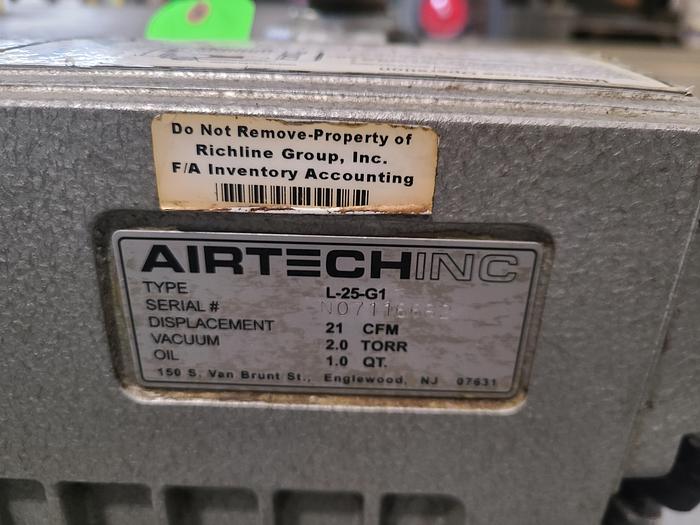 Do Not Remove-Property of
Richline Group, Inc.
F/A Inventory Accounting
AIRTECHINC
TYPE L-25-G1
SERIAL #
DISPLACEMENT 21 CFM
VACUUM 2.0 TORR
OIL 1.0 QT.
150 S. Van Brunt St., Englewood, NJ 07631